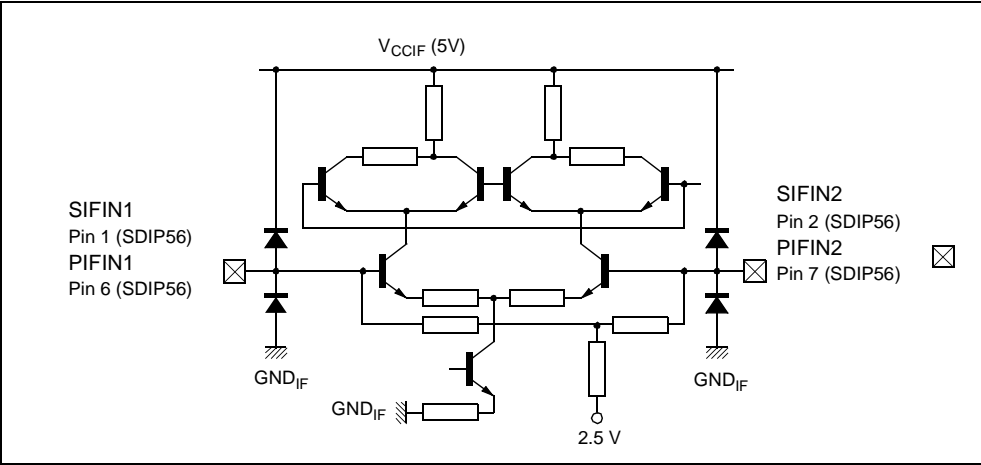 V_CCIF (5V)
SIFIN1
Pin 1 (SDIP56)
PIFIN1
Pin 6 (SDIP56)
SIFIN2
Pin 2 (SDIP56)
PIFIN2
Pin 7 (SDIP56)
GND_IF
GND_IF
GND_IF
2.5 V